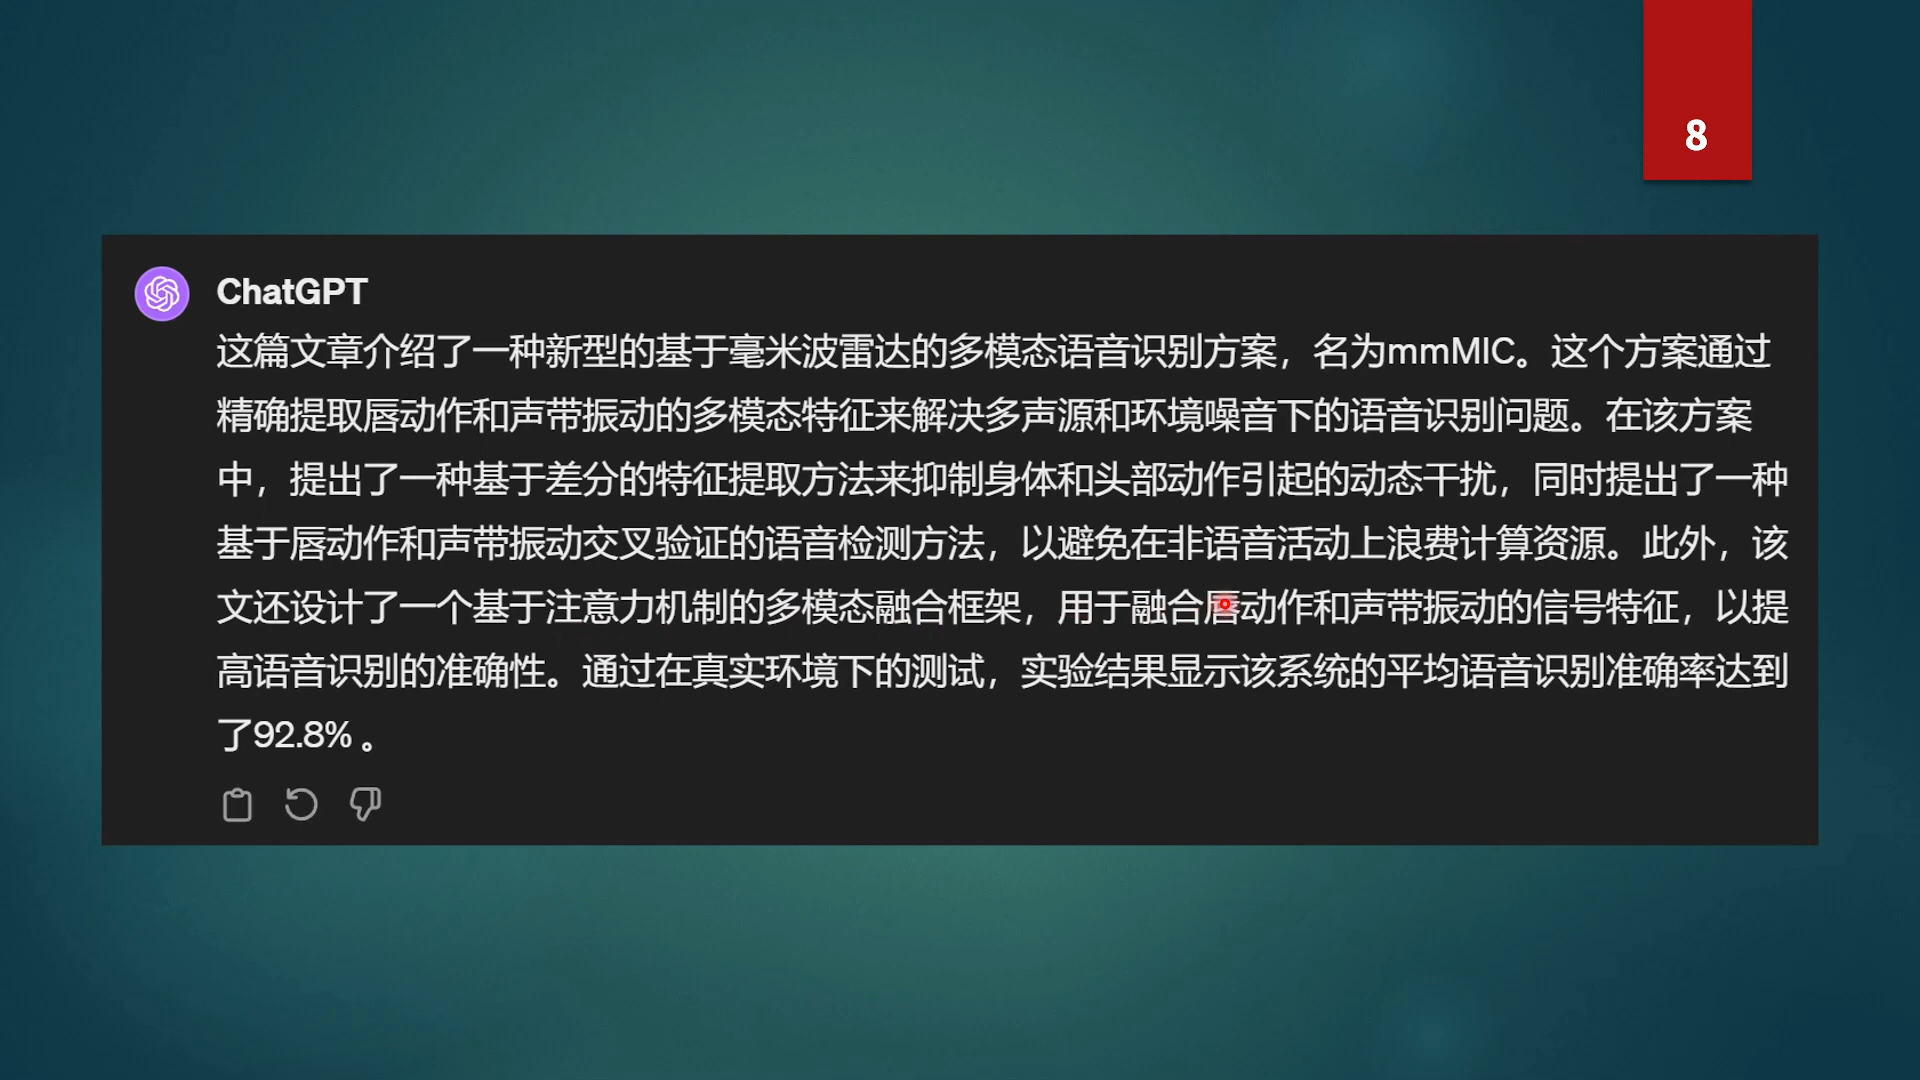 8
ChatGPT
这篇文章介绍了一种新型的基于毫米波雷达的多模态语音识别方案，名为mmMIC。这个方案通过
精确提取唇动作和声带振动的多模态特征来解决多声源和环境噪音下的语音识别问题。在该方案
中，提出了一种基于差分的特征提取方法来抑制身体和头部动作引起的动态干扰，同时提出了一种
基于唇动作和声带振动交叉验证的语音检测方法，以避免在非语音活动上浪费计算资源。此外，该
文还设计了一个基于注意力机制的多模态融合框架，用于融合唇动作和声带振动的信号特征，以提
高语音识别的准确性。通过在真实环境下的测试，实验结果显示该系统的平均语音识别准确率达到
了92.8% 。